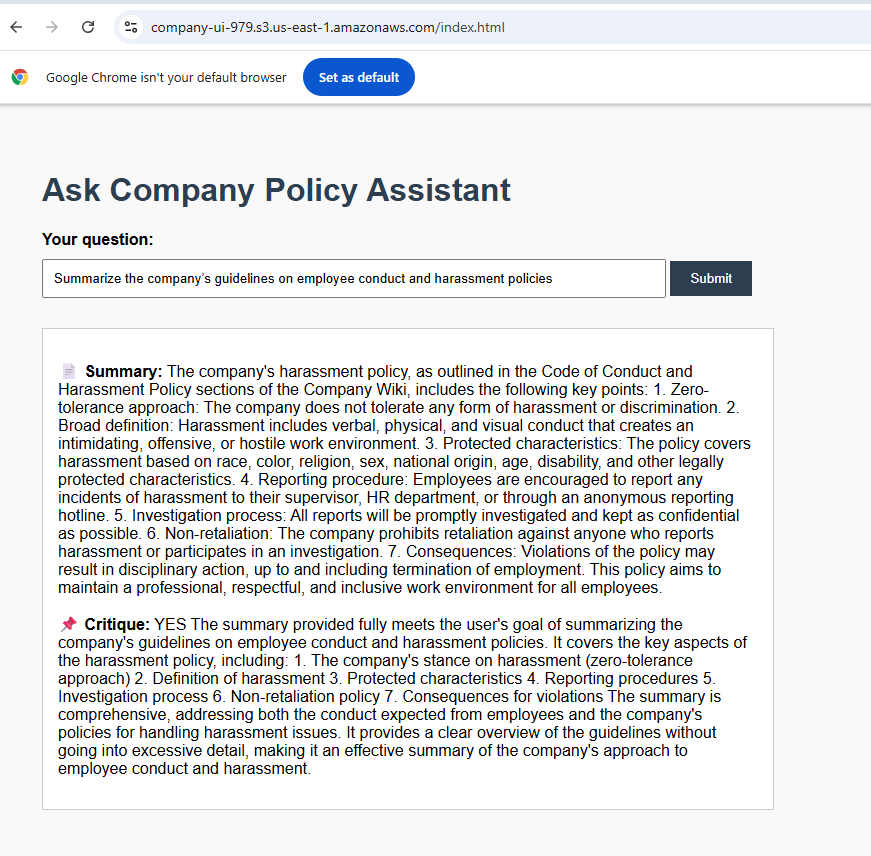 company-ui-979.s3.us-east-1.amazonaws.com/index.html
Google Chrome isn't your default browser
Set as default
Ask Company Policy Assistant
Your question:
Summarize the company's guidelines on employee conduct and harassment policies
Submit
Summary: The company's harassment policy, as outlined in the Code of Conduct and
Harassment Policy sections of the Company Wiki, includes the following key points: 1. Zero-
tolerance approach: The company does not tolerate any form of harassment or discrimination. 2.
Broad definition: Harassment includes verbal, physical, and visual conduct that creates an
intimidating, offensive, or hostile work environment. 3. Protected characteristics: The policy covers
harassment based on race, color, religion, sex, national origin, age, disability, and other legally
protected characteristics. 4. Reporting procedure: Employees are encouraged to report any
incidents of harassment to their supervisor, HR department, or through an anonymous reporting
hotline. 5. Investigation process: All reports will be promptly investigated and kept as confidential
as possible. 6. Non-retaliation: The company prohibits retaliation against anyone who reports
harassment or participates in an investigation. 7. Consequences: Violations of the policy may
result in disciplinary action, up to and including termination of employment. This policy aims to
maintain a professional, respectful, and inclusive work environment for all employees.
Critique: YES The summary provided fully meets the user's goal of summarizing the
company's guidelines on employee conduct and harassment policies. It covers the key aspects of
the harassment policy, including: 1. The company's stance on harassment (zero-tolerance
approach) 2. Definition of harassment 3. Protected characteristics 4. Reporting procedures 5.
Investigation process 6. Non-retaliation policy 7. Consequences for violations The summary is
comprehensive, addressing both the conduct expected from employees and the company's
policies for handling harassment issues. It provides a clear overview of the guidelines without
going into excessive detail, making it an effective summary of the company's approach to
employee conduct and harassment.